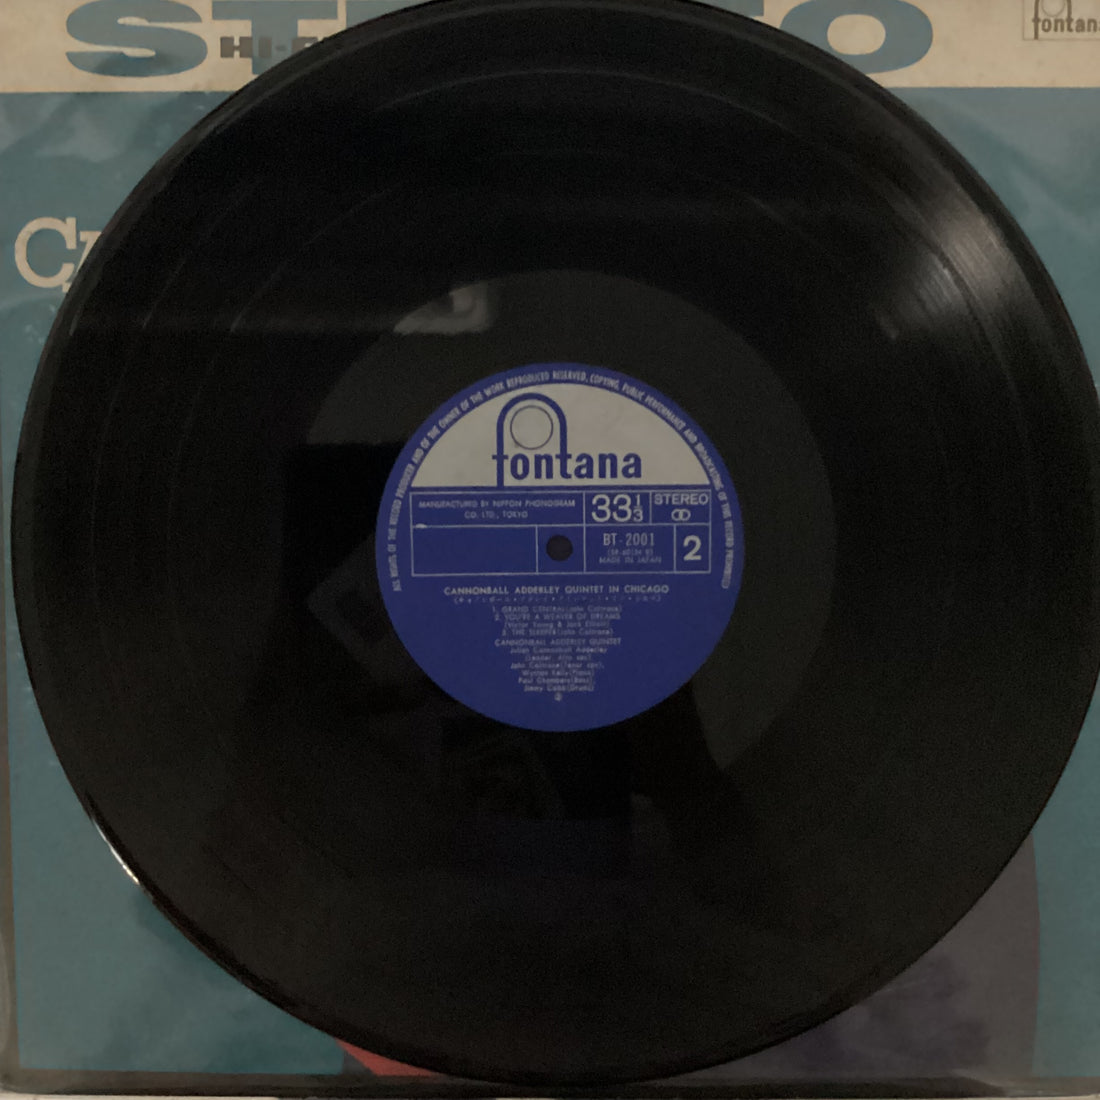 fontana
ALL RIGHTS OF THE RECORD PRODUCER AND OF THE OWNER OF THE WORK REPRODUCED RESERVED, COPYING, PUBLIC PERFORMANCE AND BROADCASTING OF THIS RECORD PROHIBITED
fontana
MANUFACTURED BY NIPPON PHONOGRAM
CO. LTD., TOKYO
33 1/3
STEREO
BT-2001
MADE IN JAPAN
2
CANNONBALL ADDERLEY QUINTET IN CHICAGO
1. GRAND CENTRAL (John Coltrane)
2. YOU'RE A WEAVER OF DREAMS
(Victor Young & Jack Elliott)
3. THE SLEEPER (John Coltrane)
CANNONBALL ADDERLEY QUINTET
Julian Cannonball Adderley
(Leader, Alto sax),
John Coltrane (Tenor sax),
Wynton Kelly (Piano)
Paul Chambers (Bass),
Jimmy Cobb (Drums)